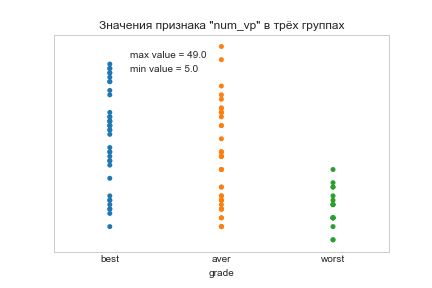 Значения признака "num_vp" в трёх группах
max value = 49.0
min value = 5.0
best aver worst
grade